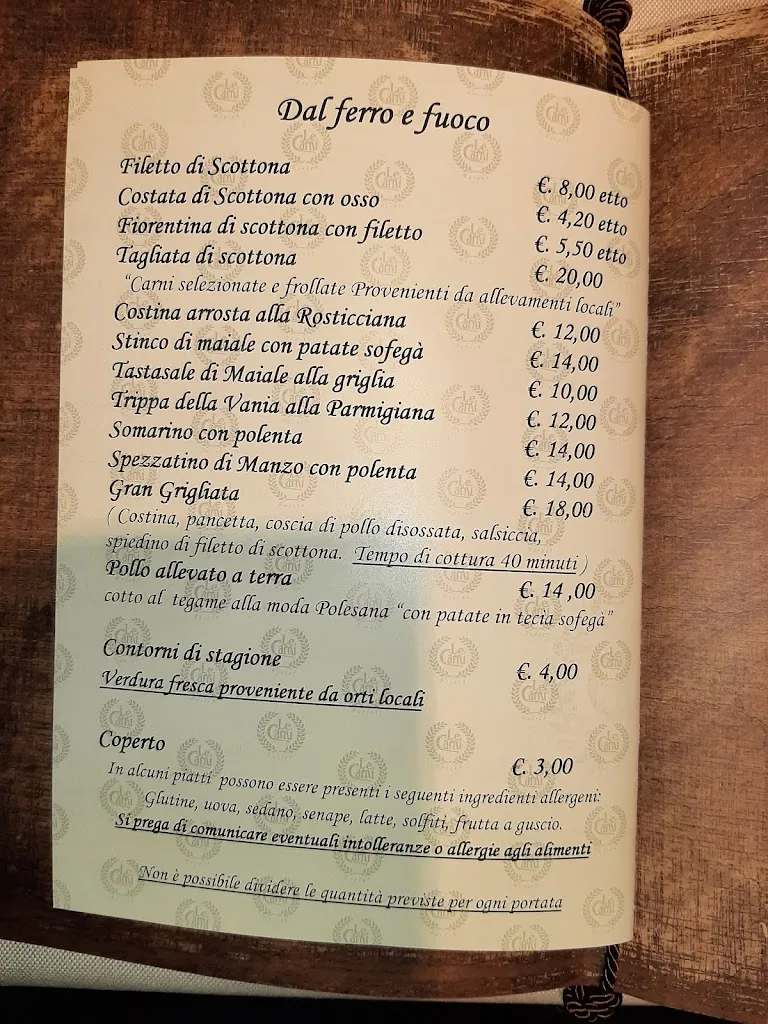 Dal ferro e fuoco
Filetto di Scottona €. 8,00 etto
Costata di Scottona con osso €. 4,20 etto
Fiorentina di scottona con filetto €. 5,50 etto
Tagliata di scottona €. 20,00
"Carni selezionate e frollate Provenienti da allevamenti locali"
Costina arrosta alla Rosticciana €. 12,00
Stinco di maiale con patate sofegà €. 14,00
Tastasale di Maiale alla griglia €. 10,00
Trippa della Vania alla Parmigiana €. 12,00
Somarino con polenta €. 14,00
Spezzatino di Manzo con polenta €. 14,00
Gran Grigliata €. 18,00
( Costina, pancetta, coscia di pollo disossata, salsiccia,
spiedino di filetto di scottona. Tempo di cottura 40 minuti )
Pollo allevato a terra €. 14 ,00
cotto al tegame alla moda Polesana "con patate in tecia sofegà"
Contorni di stagione €. 4,00
Verdura fresca proveniente da orti locali
Coperto €. 3,00
In alcuni piatti possono essere presenti i seguenti ingredienti allergeni:
Glutine, uova, sedano, senape, latte, solfiti, frutta a guscio.
Si prega di comunicare eventuali intolleranze o allergie agli alimenti
Non è possibile dividere le quantità previste per ogni portata